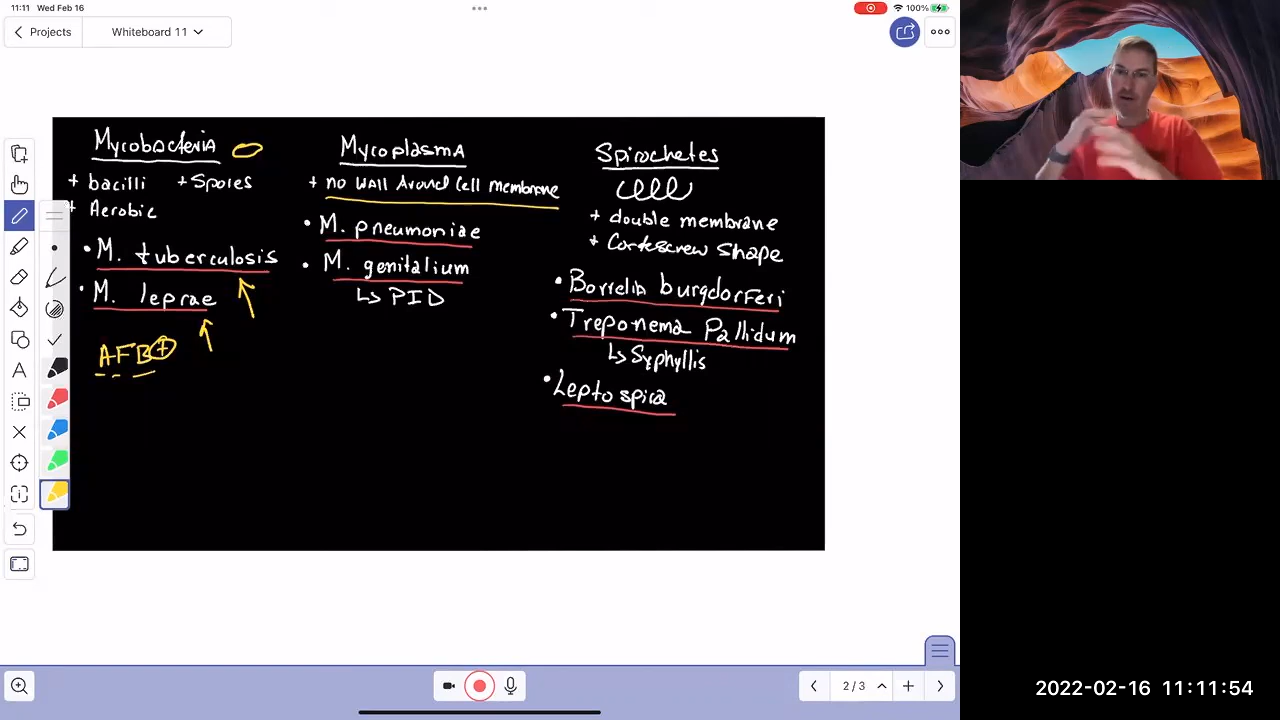 11:11 Wed Feb 16
100%
Projects
Whiteboard 11
Mycobacteria
+ bacilli + Spores
+ Aerobic
• M. tuberculosis
• M. leprae
AFB+
Mycoplasma
+ no wall Around Cell membrane
• M. pneumoniae
• M. genitalium
↳ PID
Spirochetes
+ double membrane
+ Corkscrew shape
• Borrelia burgdorferi
• Treponema Pallidum
↳ Syphyllis
• Leptospira
A
2/3
2022-02-16 11:11:54